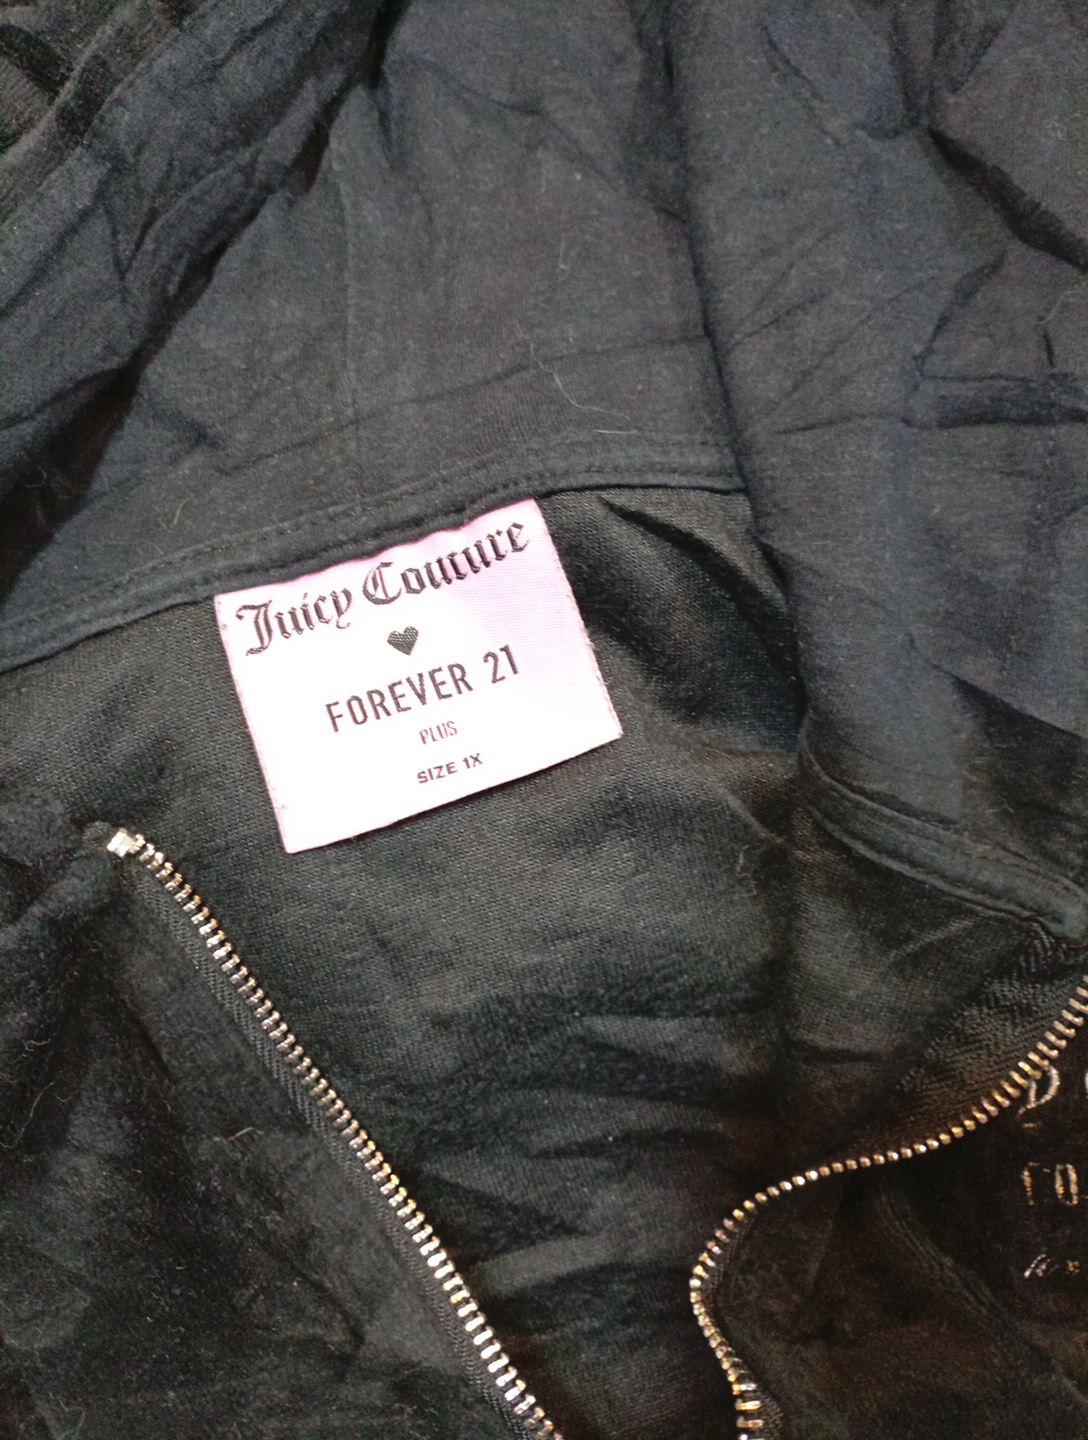 Juicy Couture
FOREVER 21
PLUS
SIZE 1X